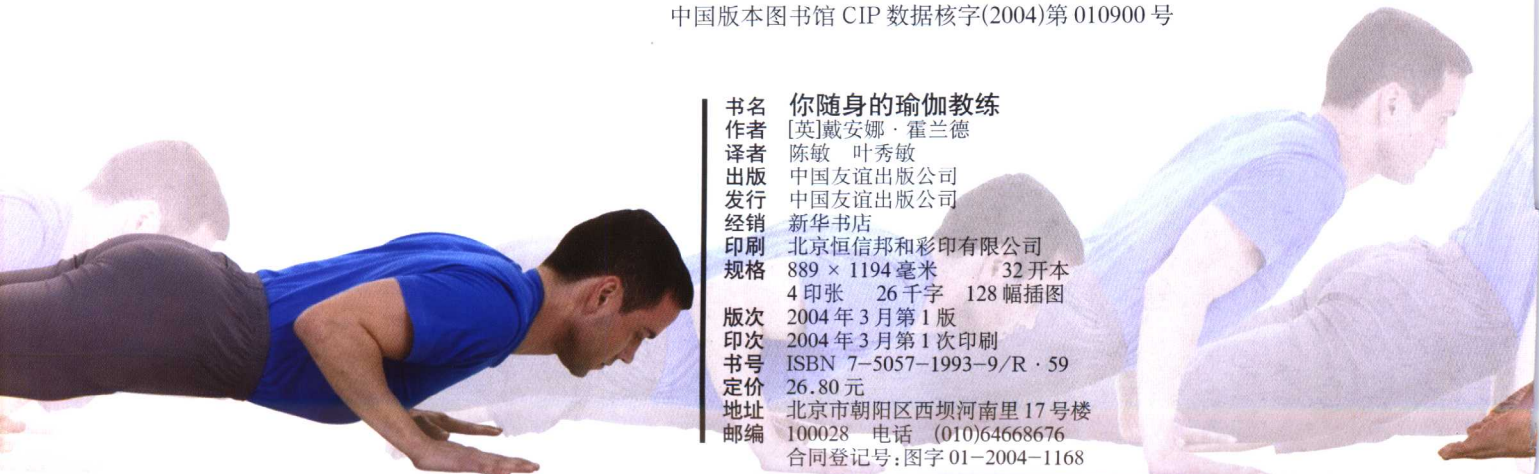 中国版本图书馆 CIP 数据核字(2004)第 010900 号
书名 你随身的瑜伽教练
作者 [英]戴安娜·霍兰德
译者 陈敏 叶秀敏
出版 中国友谊出版公司
发行 中国友谊出版公司
经销 新华书店
印刷 北京恒信邦和彩印有限公司
规格 889 × 1194 毫米 32 开本
4 印张 26 千字 128 幅插图
版次 2004 年 3 月第 1 版
印次 2004 年 3 月第 1 次印刷
书号 ISBN 7-5057-1993-9/R·59
定价 26.80 元
地址 北京市朝阳区西坝河南里 17 号楼
邮编 100028 电话 (010)64668676
合同登记号:图字 01-2004-1168